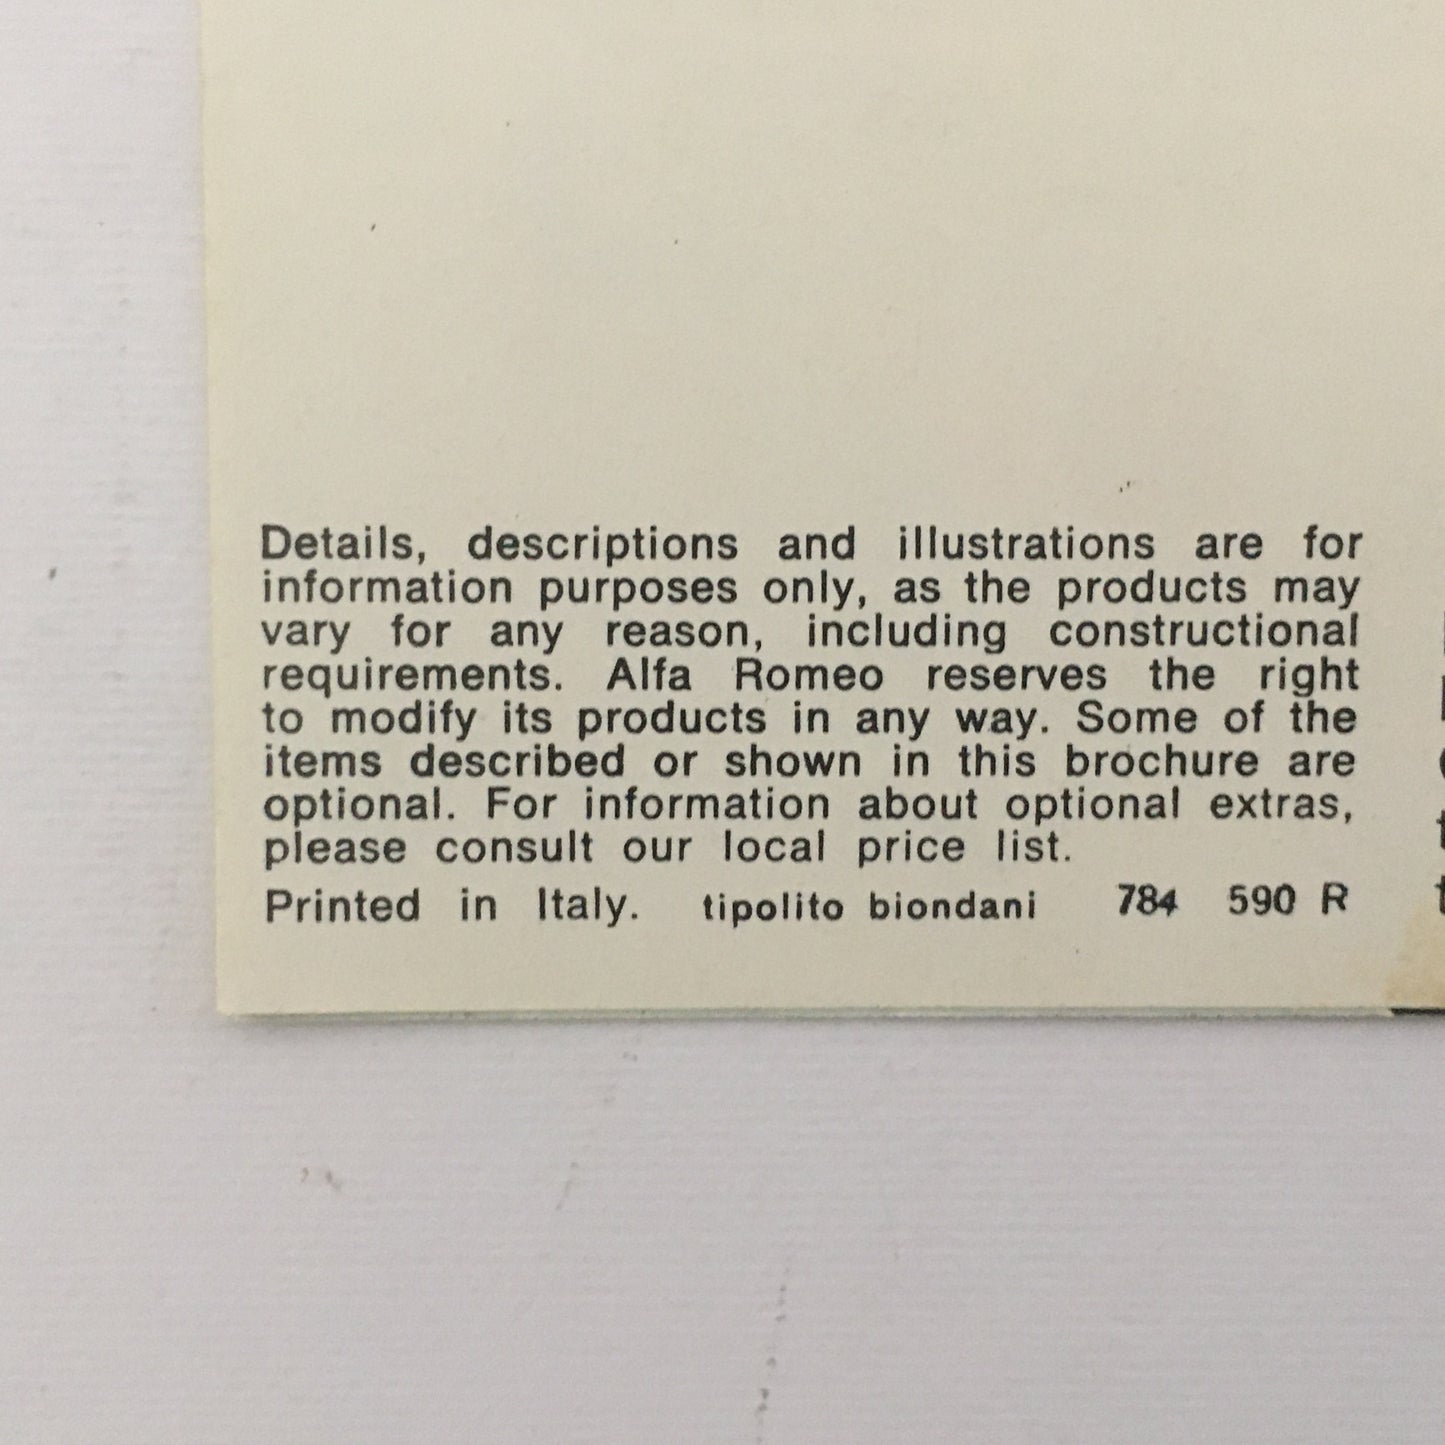 Details, descriptions and illustrations are for
information purposes only, as the products may
vary for any reason, including constructional
requirements. Alfa Romeo reserves the right
to modify its products in any way. Some of the
items described or shown in this brochure are
optional. For information about optional extras,
please consult our local price list.
Printed in Italy. tipolito biondani 784 590 R